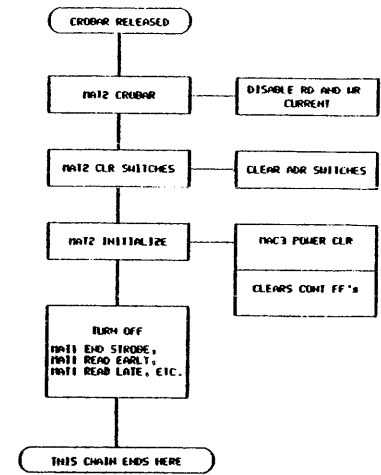 CROBAR RELEASED
MAT2 CROBAR
DISABLE RD AND WR
CURRENT
MAT2 CLR SWITCHES
CLEAR ADR SWITCHES
MAT2 INITIALIZE
MAC3 POWER CLR
CLEARS CONT FF's
TURN OFF
MAT1 END STROBE,
MAT1 READ EARLY,
MAT1 READ LATE, ETC.
THIS CHAIN ENDS HERE